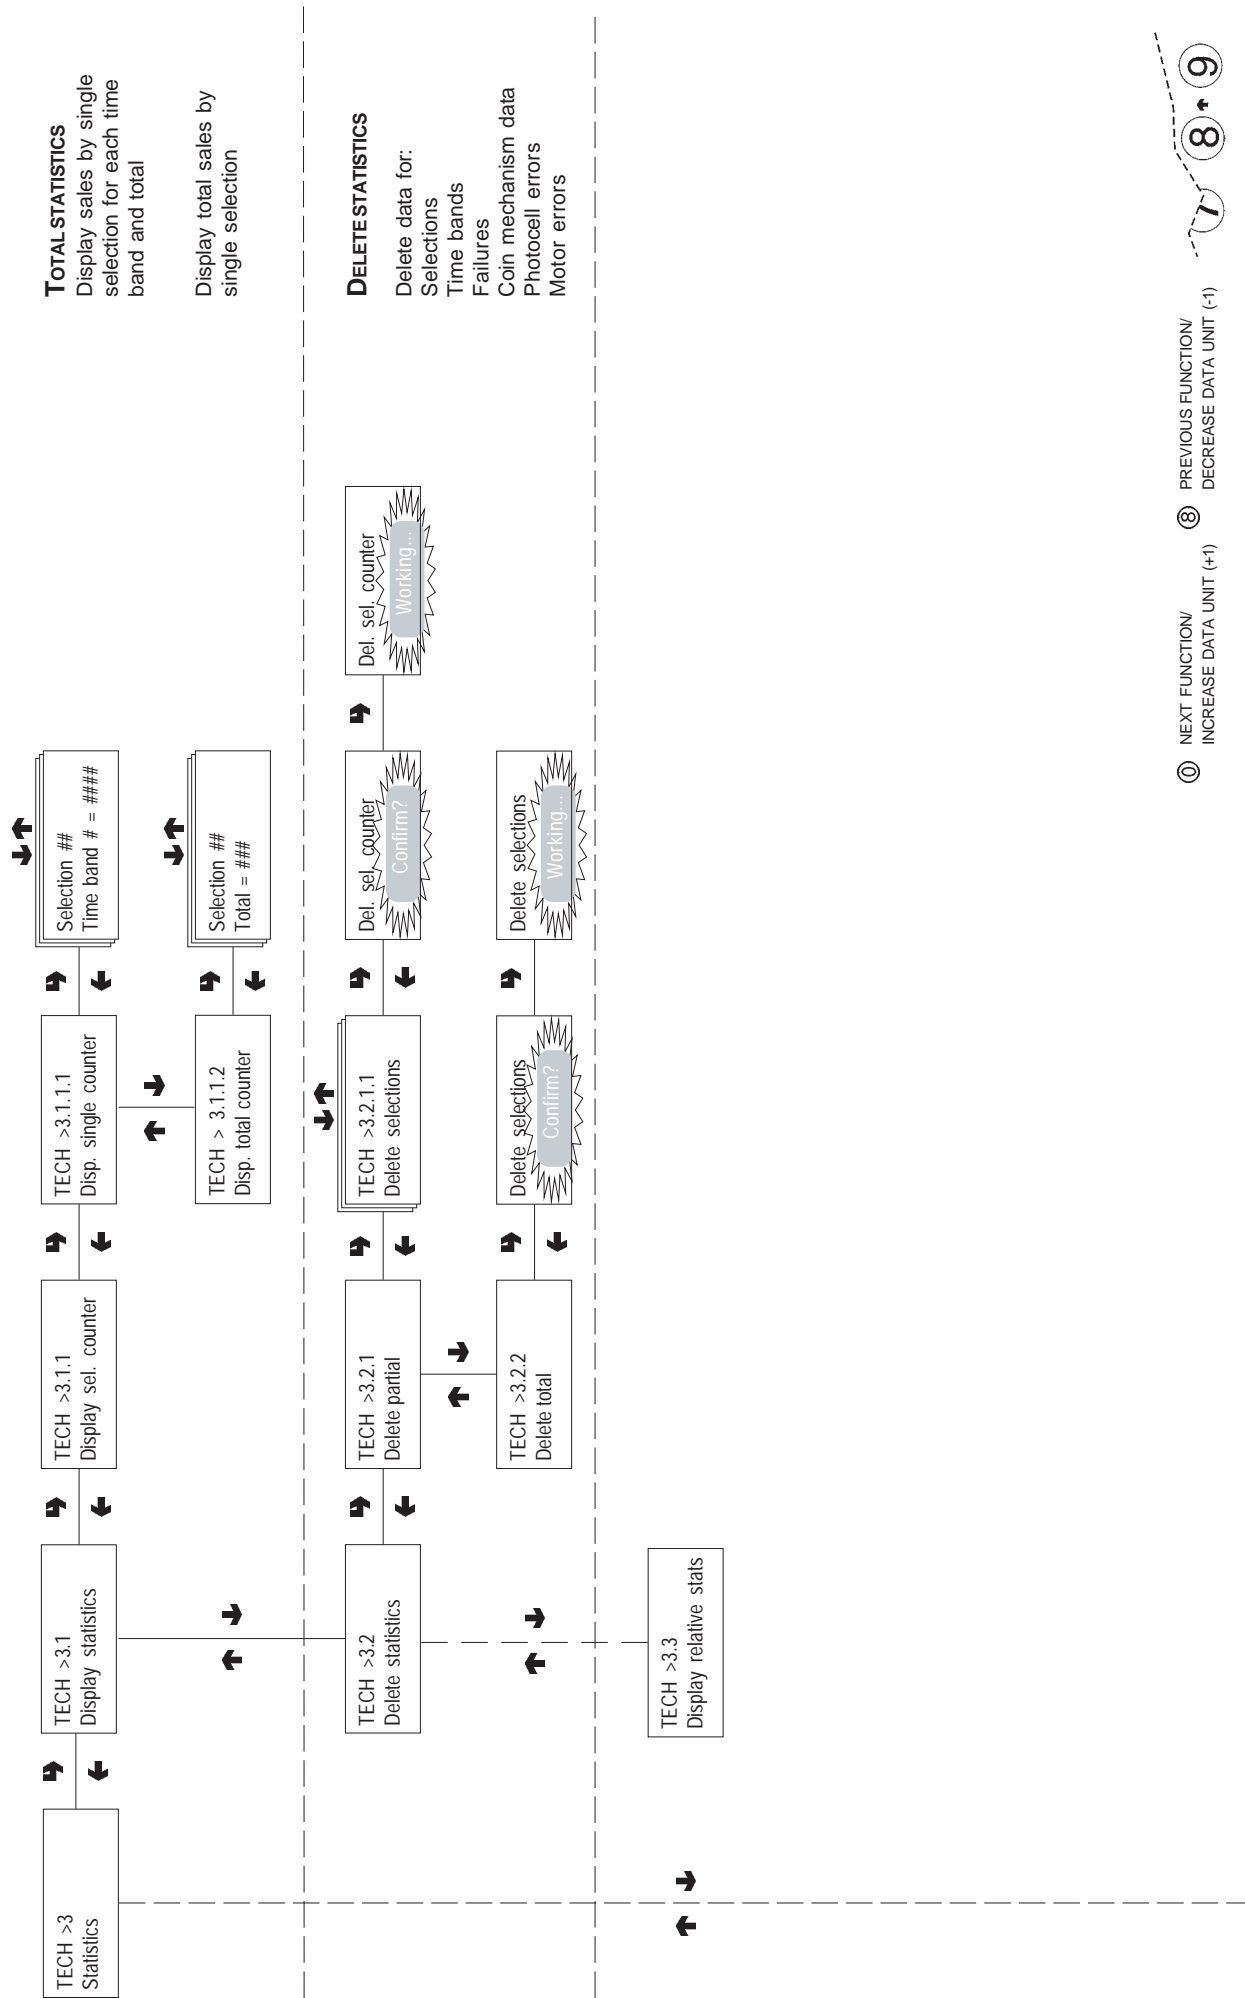 TECH >3
Statistics
TECH >3.1
Display statistics
TECH >3.1.1
Display sel. counter
TECH >3.1.1.1
Disp. single counter
Selection ##
Time band # = ####
TOTAL STATISTICS
Display sales by single
selection for each time
band and total
TECH > 3.1.1.2
Disp. total counter
Selection ##
Total = ###
Display total sales by
single selection
TECH >3.2
Delete statistics
TECH >3.2.1
Delete partial
TECH >3.2.1.1
Delete selections
Del. sel. counter
Confirm?
Del. sel. counter
Working...
DELETE STATISTICS
Delete data for:
Selections
Time bands
Failures
Coin mechanism data
Photocell errors
Motor errors
TECH >3.2.2
Delete total
Delete selections
Confirm?
Delete selections
Working...
TECH >3.3
Display relative stats
0 NEXT FUNCTION/
INCREASE DATA UNIT (+1)
8 PREVIOUS FUNCTION/
DECREASE DATA UNIT (-1)
7 8 9